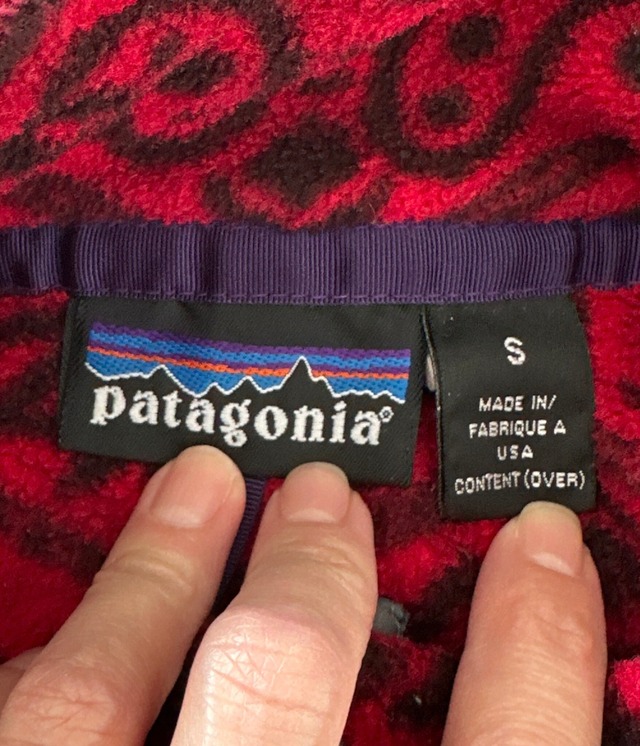 patagonia®
S
MADE IN/
FABRIQUE A
USA
CONTENT (OVER)